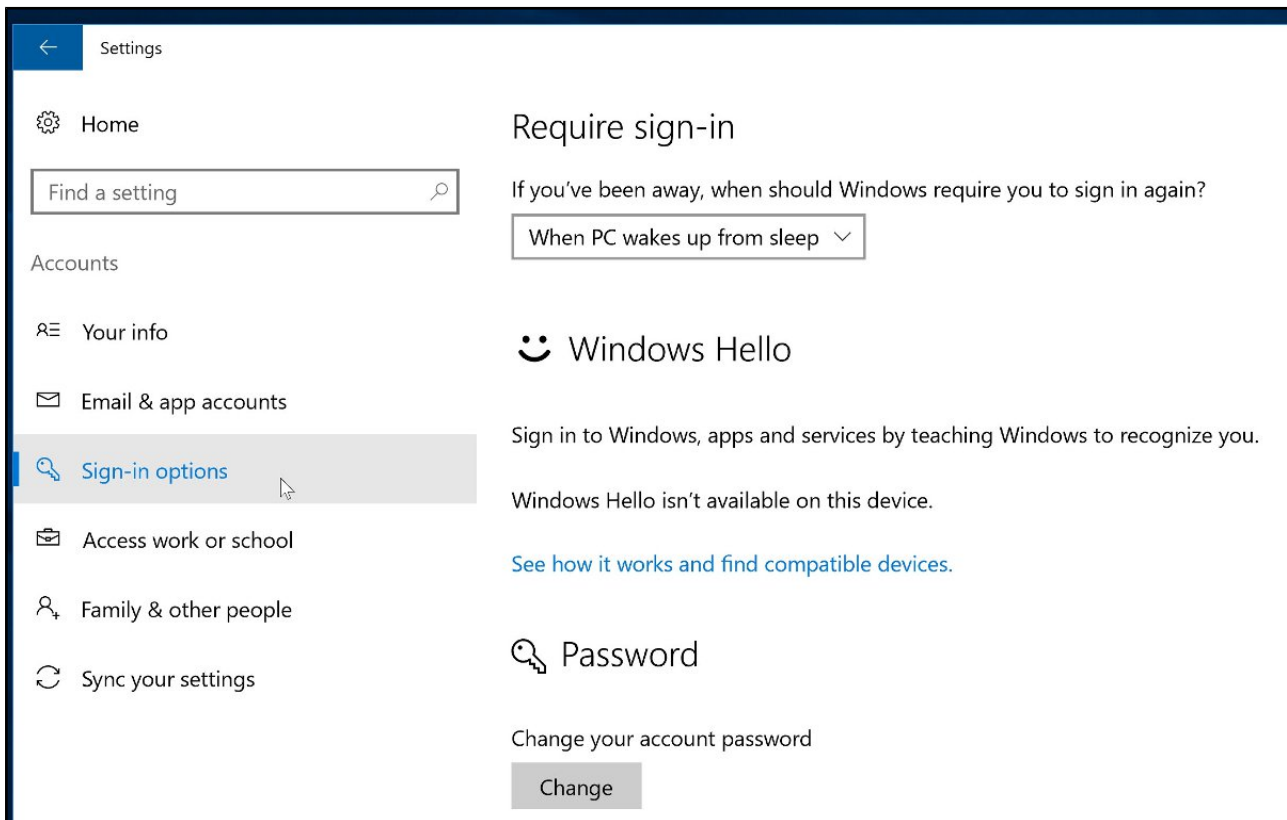 Settings
Home
Find a setting
Accounts
Your info
Email & app accounts
Sign-in options
Access work or school
Family & other people
Sync your settings
Require sign-in
If you’ve been away, when should Windows require you to sign in again?
When PC wakes up from sleep
Windows Hello
Sign in to Windows, apps and services by teaching Windows to recognize you.
Windows Hello isn’t available on this device.
See how it works and find compatible devices.
Password
Change your account password
Change